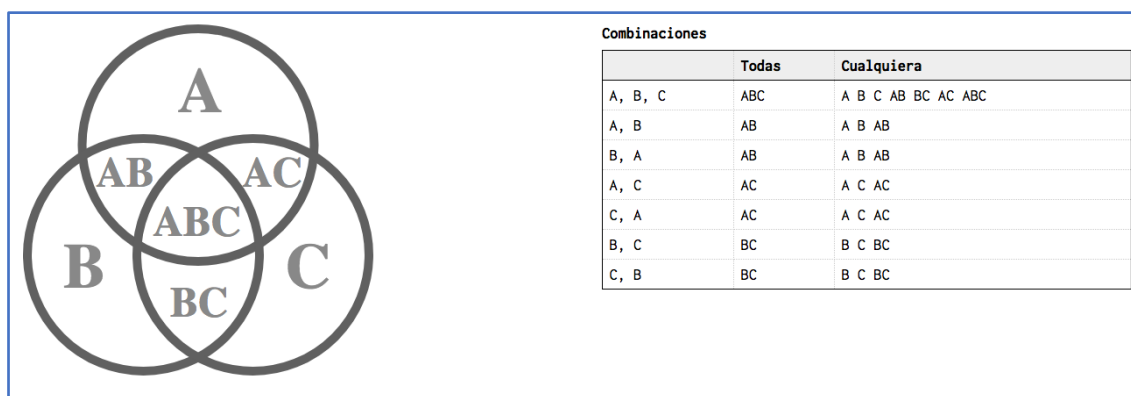 A
AB AC
ABC
B C
BC
Combinaciones
Todas Cualquiera
A, B, C ABC A B C AB BC AC ABC
A, B AB A B AB
B, A AB A B AB
A, C AC A C AC
C, A AC A C AC
B, C BC B C BC
C, B BC B C BC